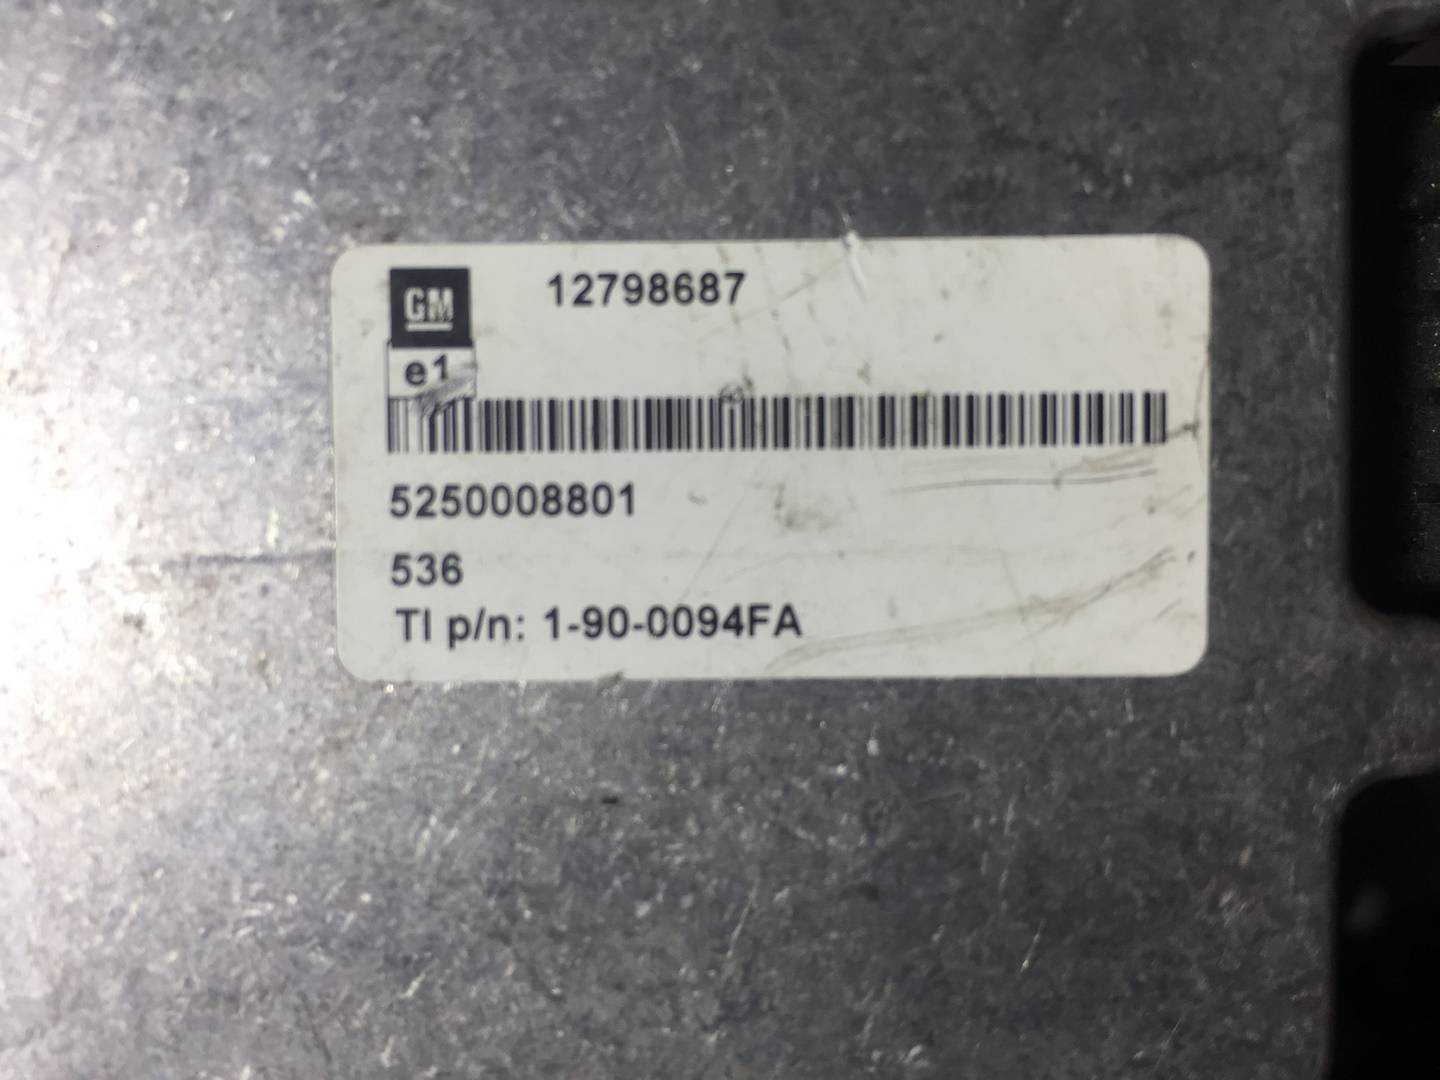 GM 12798687
e1
5250008801
536
TI p/n: 1-90-0094FA